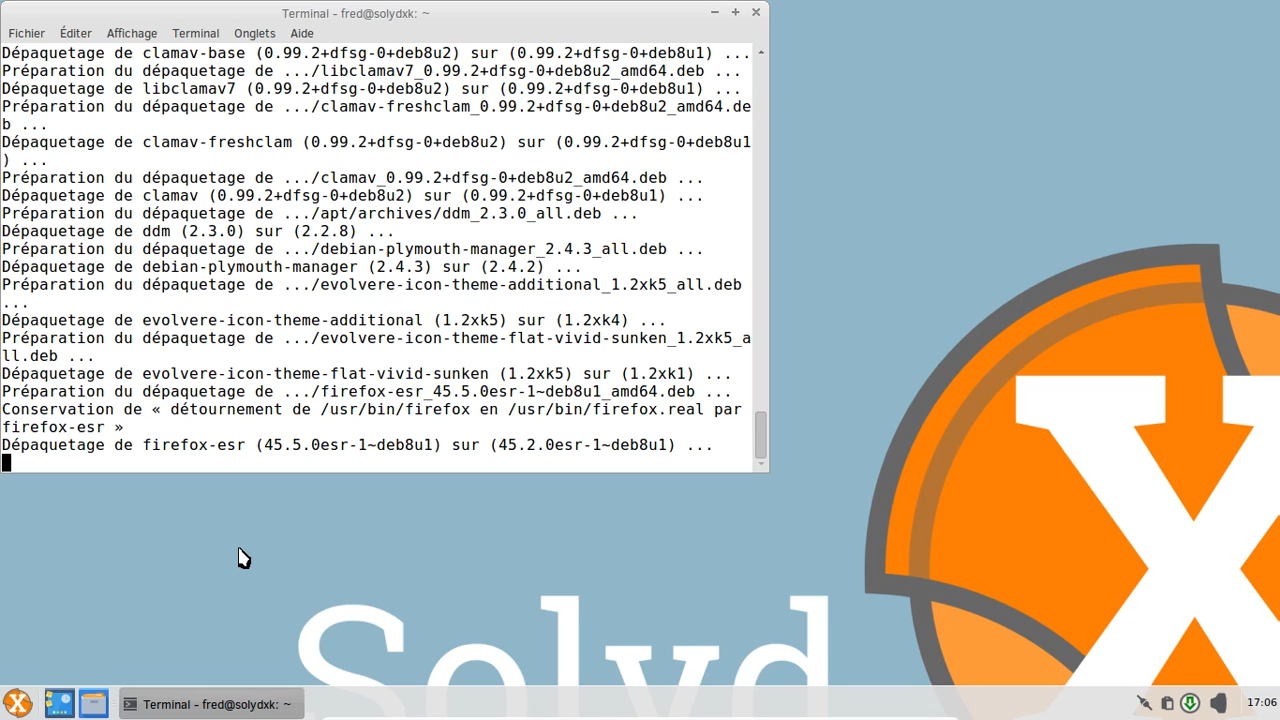 Terminal - fred@solydxk: ~
Fichier Éditer Affichage Terminal Onglets Aide
Dépaquetage de clamav-base (0.99.2+dfsg-0+deb8u2) sur (0.99.2+dfsg-0+deb8u1) ...
Préparation du dépaquetage de .../libclamav7_0.99.2+dfsg-0+deb8u2_amd64.deb ...
Dépaquetage de libclamav7 (0.99.2+dfsg-0+deb8u2) sur (0.99.2+dfsg-0+deb8u1) ...
Préparation du dépaquetage de .../clamav-freshclam_0.99.2+dfsg-0+deb8u2_amd64.de
b ...
Dépaquetage de clamav-freshclam (0.99.2+dfsg-0+deb8u2) sur (0.99.2+dfsg-0+deb8u1
) ...
Préparation du dépaquetage de .../clamav_0.99.2+dfsg-0+deb8u2_amd64.deb ...
Dépaquetage de clamav (0.99.2+dfsg-0+deb8u2) sur (0.99.2+dfsg-0+deb8u1) ...
Préparation du dépaquetage de .../apt/archives/ddm_2.3.0_all.deb ...
Dépaquetage de ddm (2.3.0) sur (2.2.8) ...
Préparation du dépaquetage de .../debian-plymouth-manager_2.4.3_all.deb ...
Dépaquetage de debian-plymouth-manager (2.4.3) sur (2.4.2) ...
Préparation du dépaquetage de .../evolvere-icon-theme-additional_1.2xk5_all.deb
...
Dépaquetage de evolvere-icon-theme-additional (1.2xk5) sur (1.2xk4) ...
Préparation du dépaquetage de .../evolvere-icon-theme-flat-vivid-sunken_1.2xk5_a
ll.deb ...
Dépaquetage de evolvere-icon-theme-flat-vivid-sunken (1.2xk5) sur (1.2xk1) ...
Préparation du dépaquetage de .../firefox-esr_45.5.0esr-1~deb8u1_amd64.deb ...
Conservation de « détournement de /usr/bin/firefox en /usr/bin/firefox.real par
firefox-esr »
Dépaquetage de firefox-esr (45.5.0esr-1~deb8u1) sur (45.2.0esr-1~deb8u1) ...
Solyd
X
X
Terminal - fred@solydxk: ~
17:06